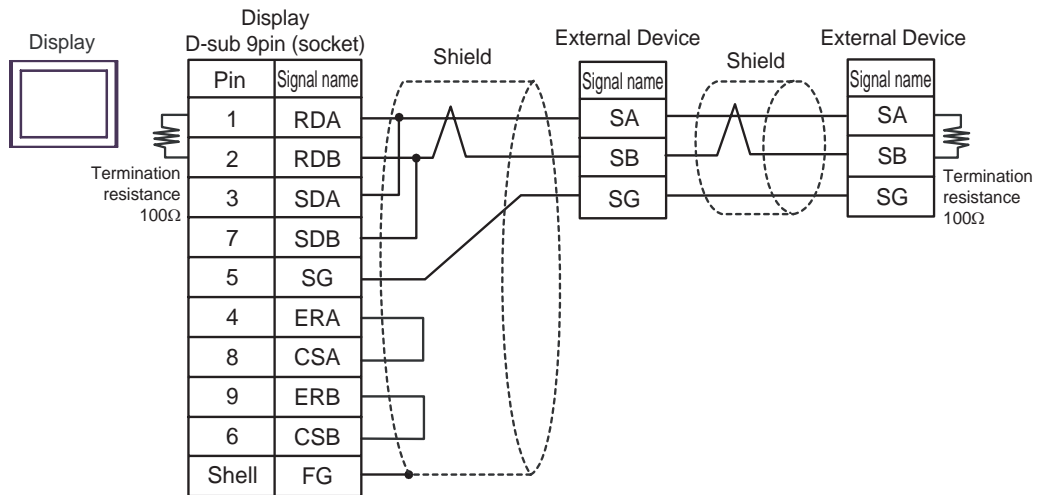 Display
Display
D-sub 9pin (socket)
Pin Signal name
1 RDA
2 RDB
3 SDA
7 SDB
5 SG
4 ERA
8 CSA
9 ERB
6 CSB
Shell FG
Termination
resistance
100Ω
Shield
External Device
Signal name
SA
SB
SG
Shield
External Device
Signal name
SA
SB
SG
Termination
resistance
100Ω